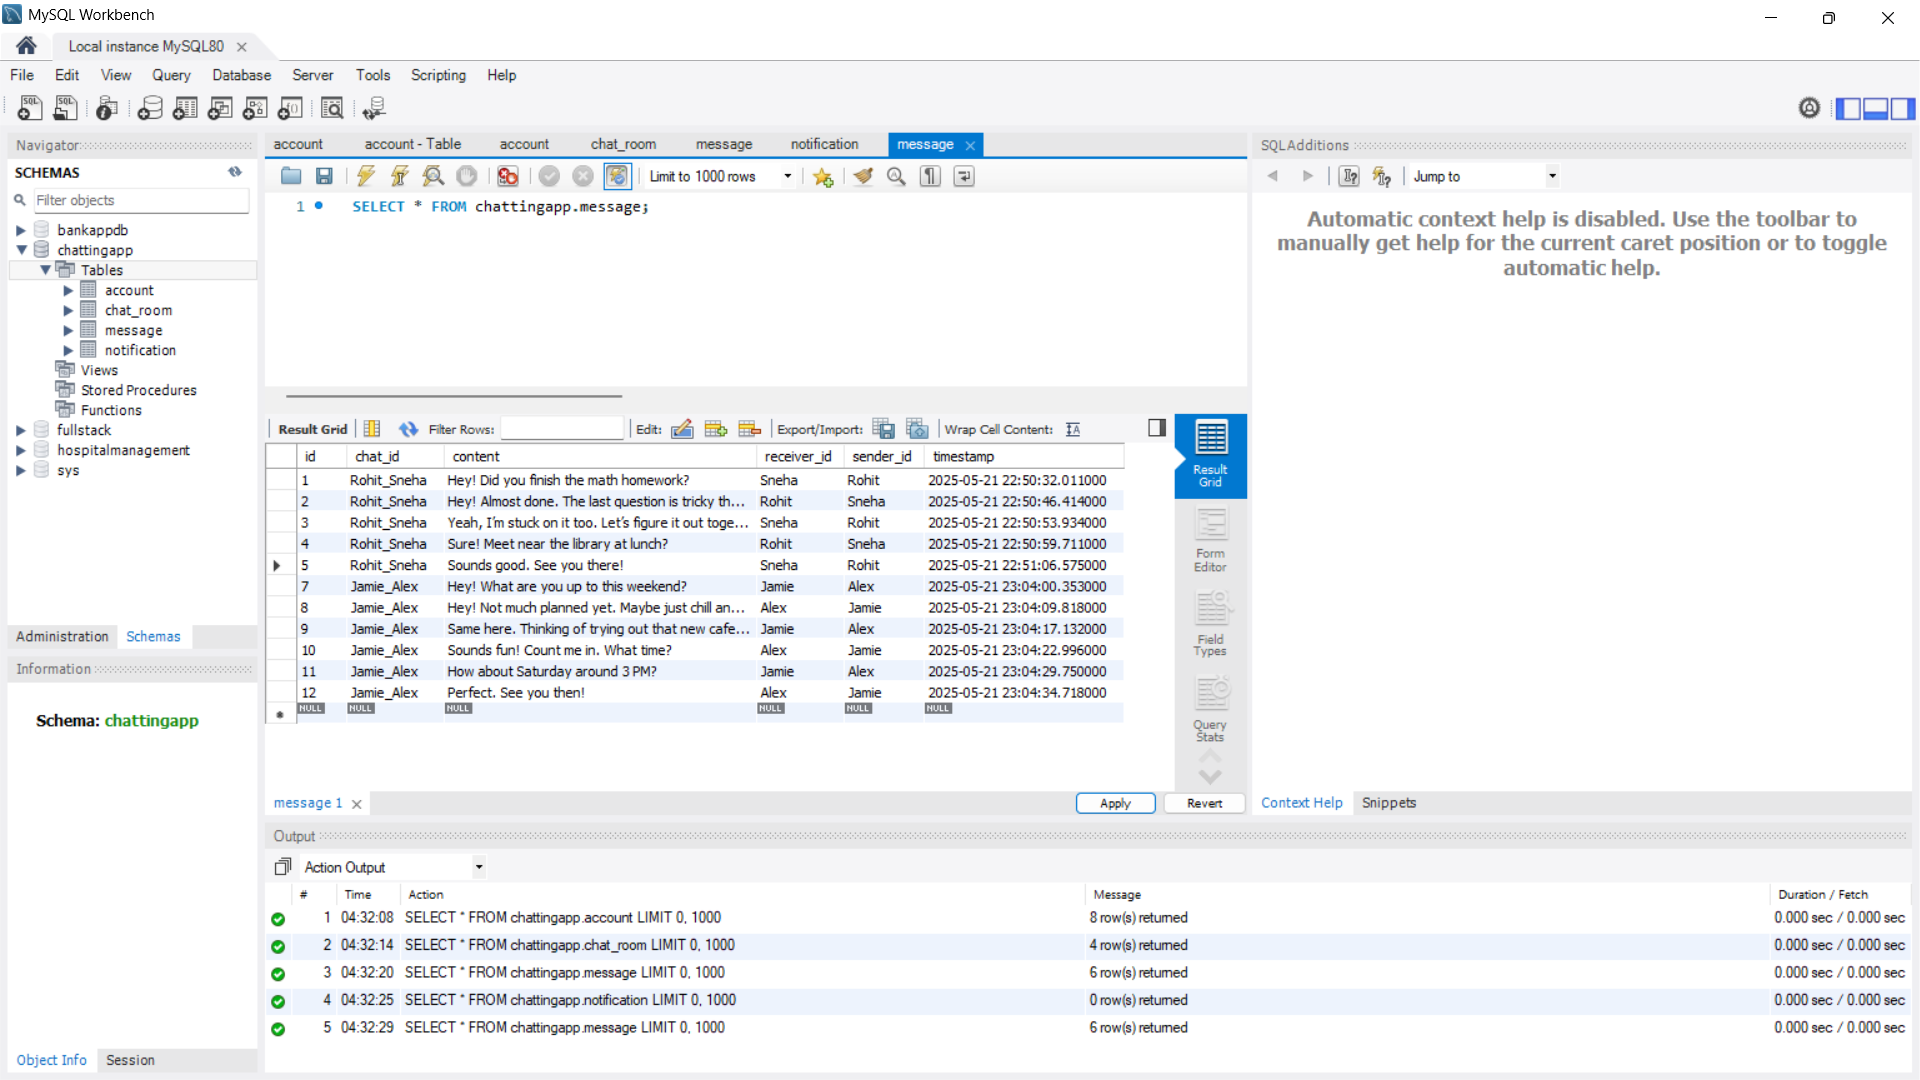 MySQL Workbench
Local instance MySQL80
File Edit View Query Database Server Tools Scripting Help
Navigator
SCHEMAS
Filter objects
bankappdb
chattingapp
Tables
account
chat_room
message
notification
Views
Stored Procedures
Functions
fullstack
hospitalmanagement
sys
Administration Schemas
Information
Schema: chattingapp
Object Info Session
account account - Table account chat_room message notification message
Limit to 1000 rows
1 SELECT * FROM chattingapp.message;
Result Grid Filter Rows: Edit: Export/Import: Wrap Cell Content:
id chat_id content receiver_id sender_id timestamp
1 Rohit_Sneha Hey! Did you finish the math homework? Sneha Rohit 2025-05-21 22:50:32.011000
2 Rohit_Sneha Hey! Almost done. The last question is tricky th... Rohit Sneha 2025-05-21 22:50:46.414000
3 Rohit_Sneha Yeah, I’m stuck on it too. Let’s figure it out toge... Sneha Rohit 2025-05-21 22:50:53.934000
4 Rohit_Sneha Sure! Meet near the library at lunch? Rohit Sneha 2025-05-21 22:50:59.711000
5 Rohit_Sneha Sounds good. See you there! Sneha Rohit 2025-05-21 22:51:06.575000
7 Jamie_Alex Hey! What are you up to this weekend? Jamie Alex 2025-05-21 23:04:00.353000
8 Jamie_Alex Hey! Not much planned yet. Maybe just chill an... Alex Jamie 2025-05-21 23:04:09.818000
9 Jamie_Alex Same here. Thinking of trying out that new cafe... Jamie Alex 2025-05-21 23:04:17.132000
10 Jamie_Alex Sounds fun! Count me in. What time? Alex Jamie 2025-05-21 23:04:22.996000
11 Jamie_Alex How about Saturday around 3 PM? Jamie Alex 2025-05-21 23:04:29.750000
12 Jamie_Alex Perfect. See you then! Alex Jamie 2025-05-21 23:04:34.718000
NULL NULL NULL NULL NULL NULL
Result
Grid
Form
Editor
Field
Types
Query
Stats
message 1 Apply Revert
SQLAdditions
Jump to
Automatic context help is disabled. Use the toolbar to
manually get help for the current caret position or to toggle
automatic help.
Context Help Snippets
Output
Action Output
# Time Action Message Duration / Fetch
1 04:32:08 SELECT * FROM chattingapp.account LIMIT 0, 1000 8 row(s) returned 0.000 sec / 0.000 sec
2 04:32:14 SELECT * FROM chattingapp.chat_room LIMIT 0, 1000 4 row(s) returned 0.000 sec / 0.000 sec
3 04:32:20 SELECT * FROM chattingapp.message LIMIT 0, 1000 6 row(s) returned 0.000 sec / 0.000 sec
4 04:32:25 SELECT * FROM chattingapp.notification LIMIT 0, 1000 0 row(s) returned 0.000 sec / 0.000 sec
5 04:32:29 SELECT * FROM chattingapp.message LIMIT 0, 1000 6 row(s) returned 0.000 sec / 0.000 sec